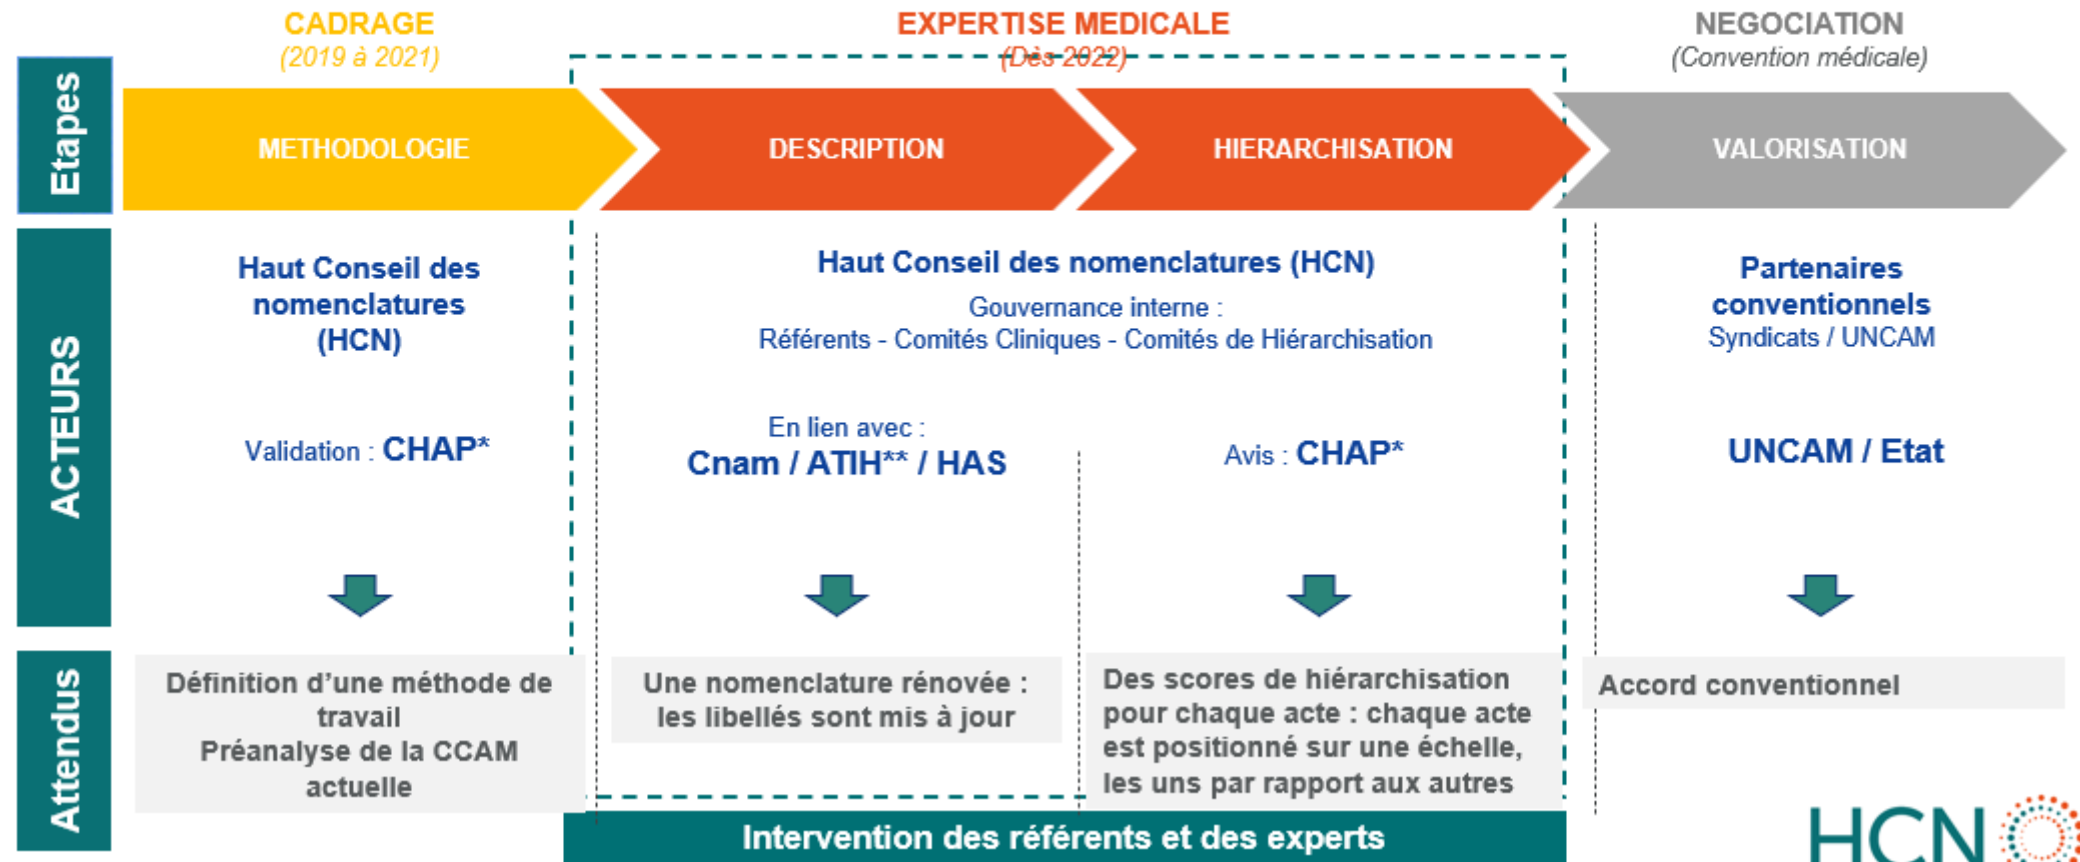 CADRAGE
(2019 à 2021)
EXPERTISE MEDICALE
(Dès 2022)
NEGOCIATION
(Convention médicale)
Etapes
METHODOLOGIE
DESCRIPTION
HIERARCHISATION
VALORISATION
ACTEURS
Haut Conseil des
nomenclatures
(HCN)
Validation : CHAP*
Haut Conseil des nomenclatures (HCN)
Gouvernance interne :
Référents - Comités Cliniques - Comités de Hiérarchisation
En lien avec :
Cnam / ATIH** / HAS
Avis : CHAP*
Partenaires
conventionnels
Syndicats / UNCAM
UNCAM / Etat
Attendus
Définition d'une méthode de
travail
Préanalyse de la CCAM
actuelle
Une nomenclature rénovée :
les libellés sont mis à jour
Des scores de hiérarchisation
pour chaque acte : chaque acte
est positionné sur une échelle,
les uns par rapport aux autres
Accord conventionnel
Intervention des référents et des experts
HCN